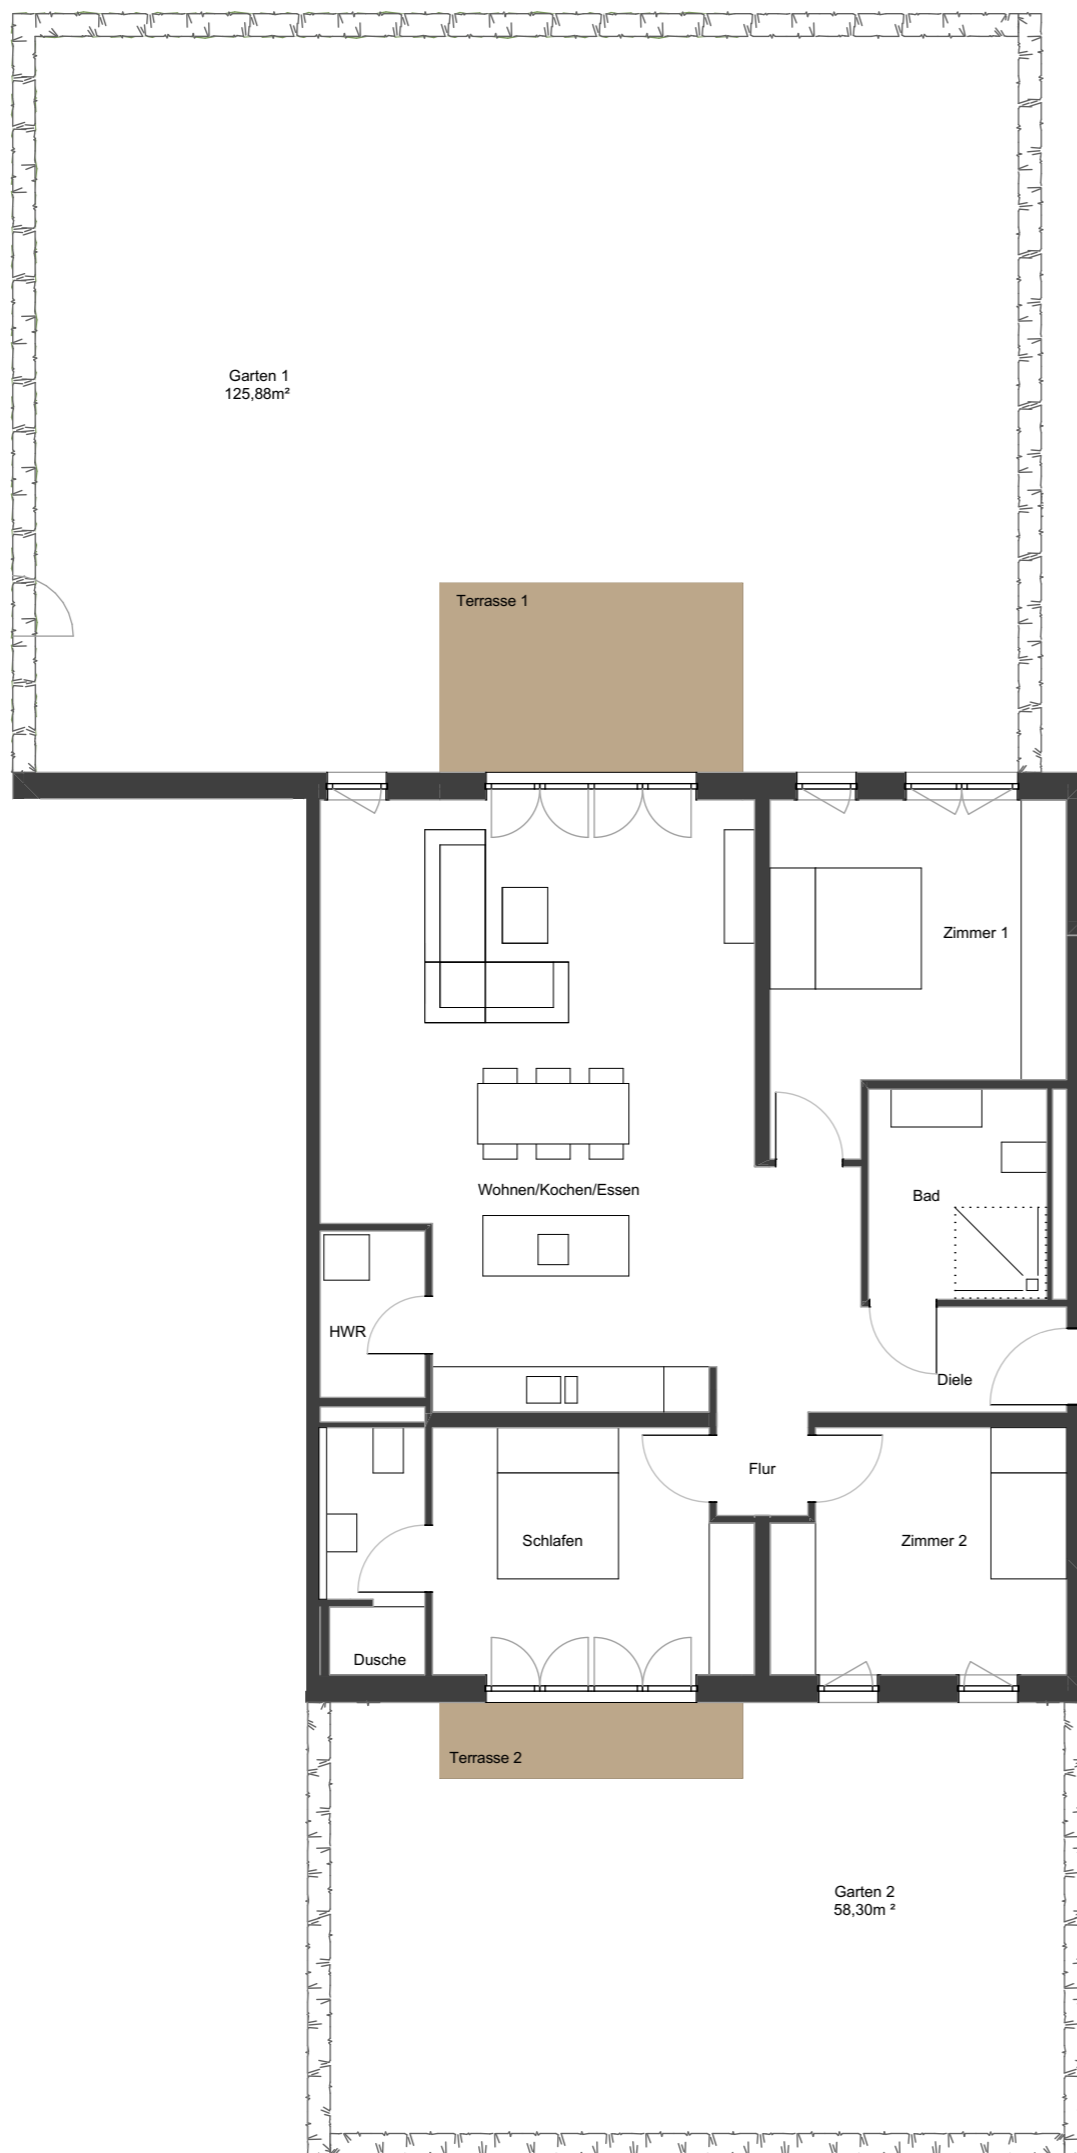 Garten 1
125,88m²
Terrasse 1
Zimmer 1
Wohnen/Kochen/Essen
Bad
HWR
Diele
Flur
Schlafen
Zimmer 2
Dusche
Terrasse 2
Garten 2
58,30m ²